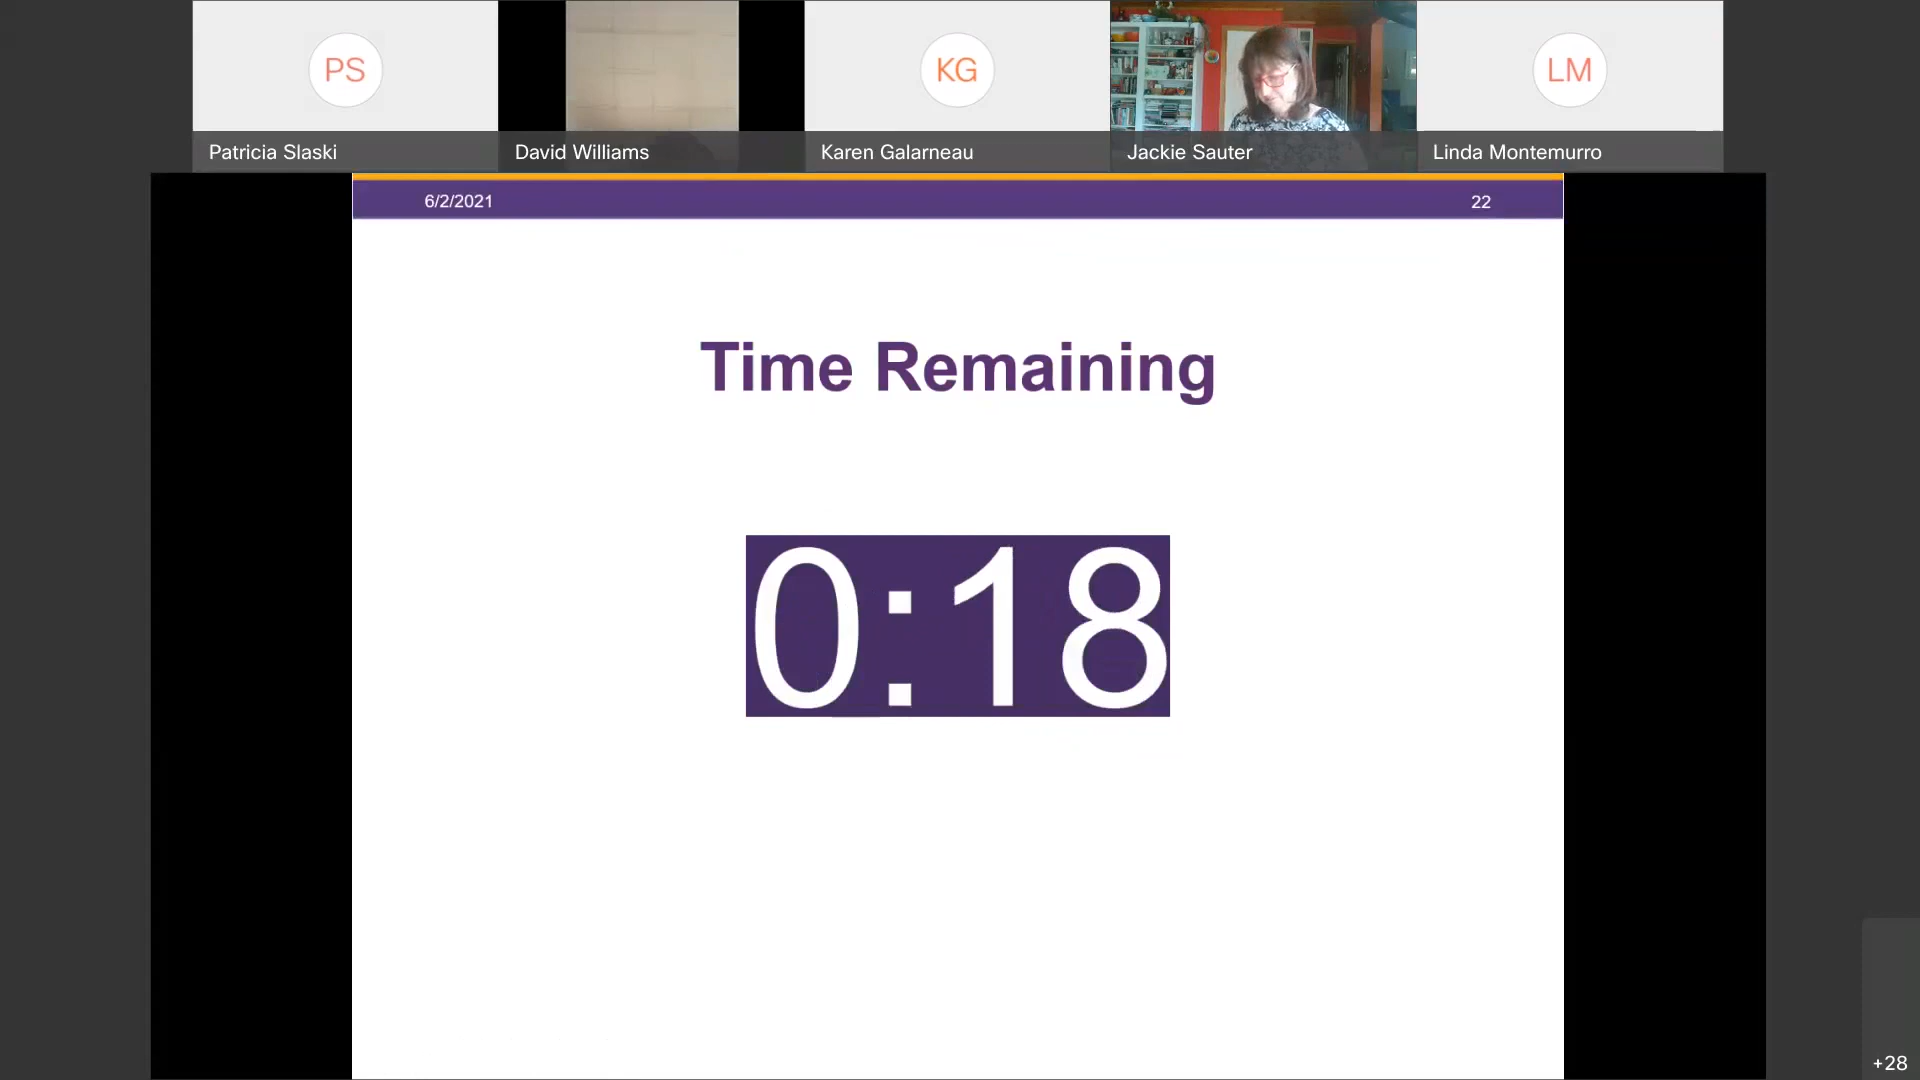 PS
KG
LM
Patricia Slaski
David Williams
Karen Galarneau
Jackie Sauter
Linda Montemurro
6/2/2021
22
Time Remaining
0:18
+28